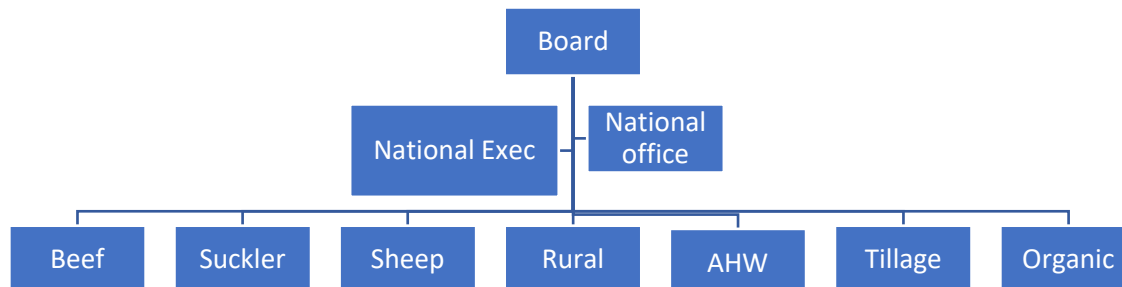 Board
National Exec
National
office
Beef
Suckler
Sheep
Rural
AHW
Tillage
Organic